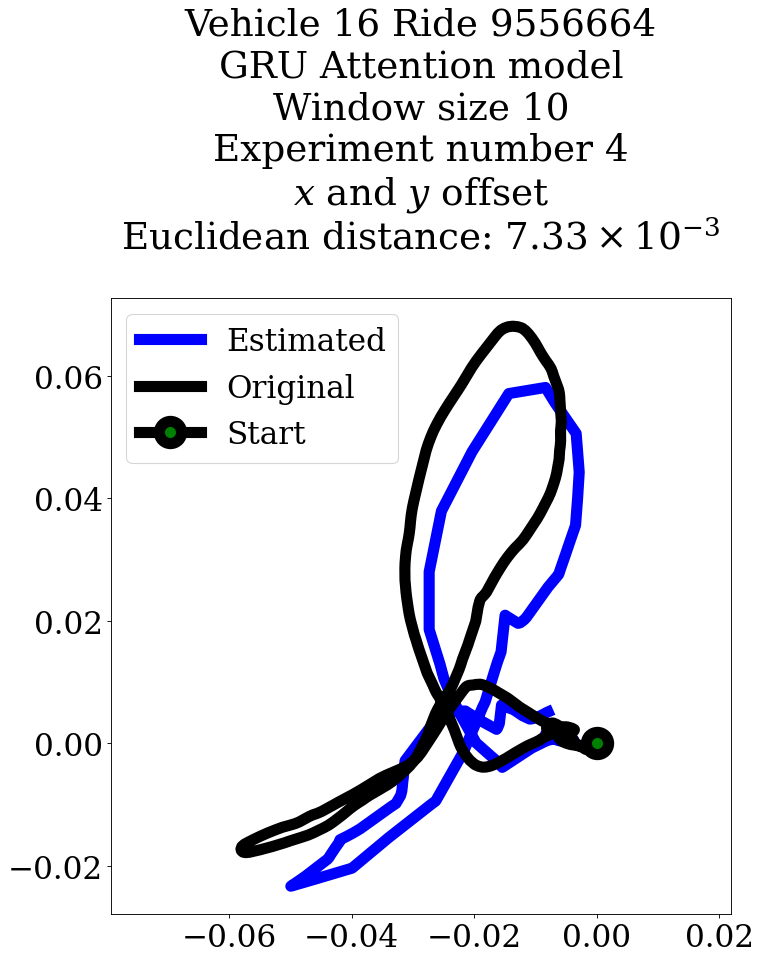 Vehicle 16 Ride 9556664
GRU Attention model
Window size 10
Experiment number 4
x and y offset
Euclidean distance: 7.33 × 10⁻³
Estimated
Original
Start
0.06
0.04
0.02
0.00
−0.02
−0.06
−0.04
−0.02
0.00
0.02